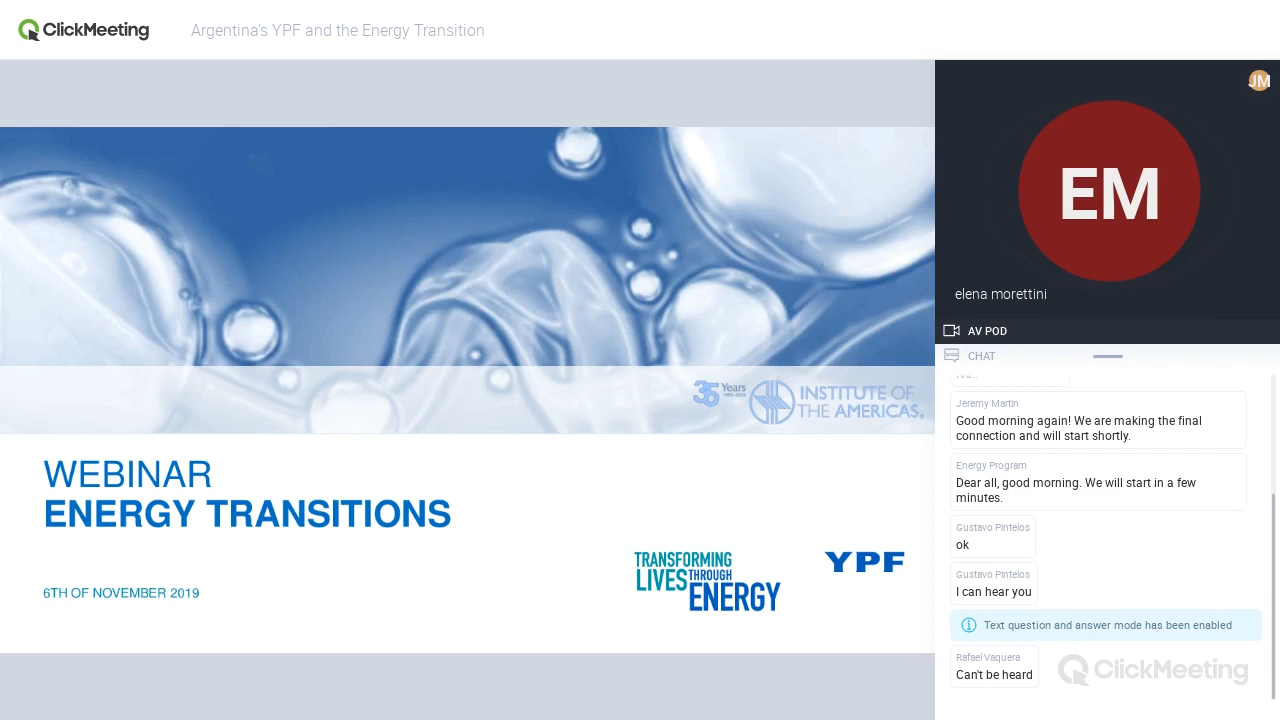 ClickMeeting
Argentina's YPF and the Energy Transition
JM
EM
elena morettini
AV POD
CHAT
35 Years
INSTITUTE OF
THE AMERICAS.
WEBINAR
ENERGY TRANSITIONS
6TH OF NOVEMBER 2019
TRANSFORMING
LIVES THROUGH
ENERGY
YPF
Jeremy Martin
Good morning again! We are making the final
connection and will start shortly.
Energy Program
Dear all, good morning. We will start in a few
minutes.
Gustavo Pintelos
ok
Gustavo Pintelos
I can hear you
Text question and answer mode has been enabled
Rafael Vaquera
Can't be heard
ClickMeeting